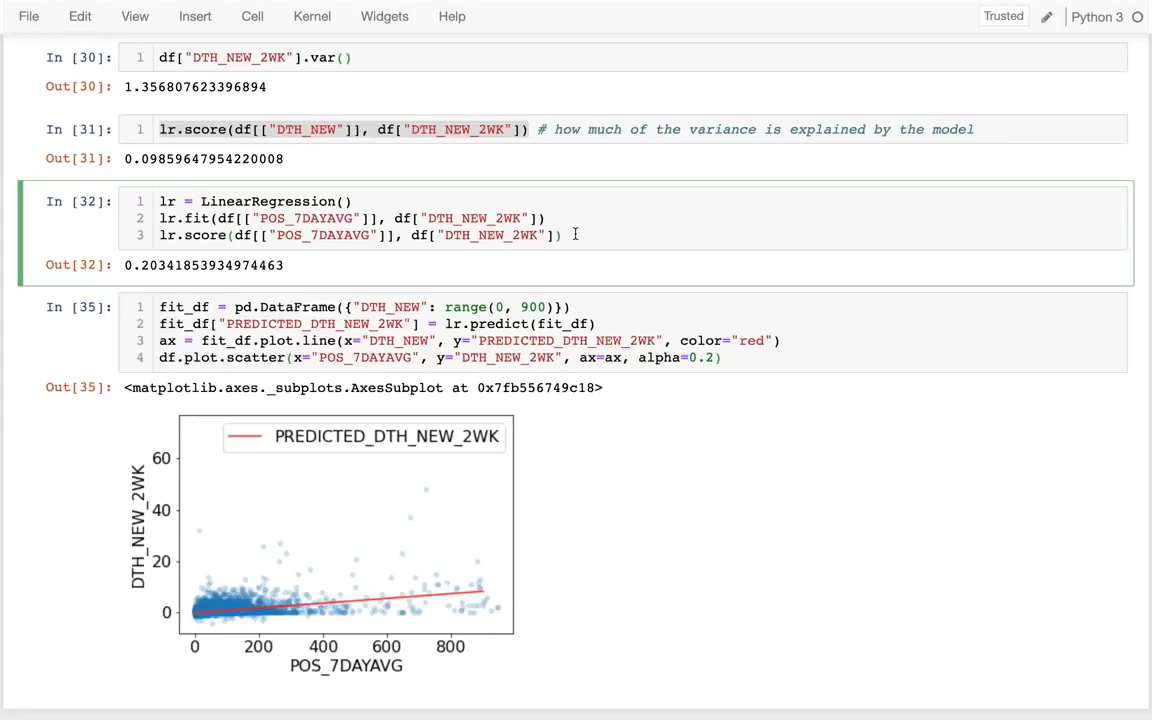 File Edit View Insert Cell Kernel Widgets Help Trusted Python 3
In [30]: 1 df["DTH_NEW_2WK"].var()
Out[30]: 1.356807623396894
In [31]: 1 lr.score(df[["DTH_NEW"]], df["DTH_NEW_2WK"]) # how much of the variance is explained by the model
Out[31]: 0.09859647954220008
In [32]: 1 lr = LinearRegression()
2 lr.fit(df[["POS_7DAYAVG"]], df["DTH_NEW_2WK"])
3 lr.score(df[["POS_7DAYAVG"]], df["DTH_NEW_2WK"])
Out[32]: 0.20341853934974463
In [35]: 1 fit_df = pd.DataFrame({"DTH_NEW": range(0, 900)})
2 fit_df["PREDICTED_DTH_NEW_2WK"] = lr.predict(fit_df)
3 ax = fit_df.plot.line(x="DTH_NEW", y="PREDICTED_DTH_NEW_2WK", color="red")
4 df.plot.scatter(x="POS_7DAYAVG", y="DTH_NEW_2WK", ax=ax, alpha=0.2)
Out[35]: <matplotlib.axes._subplots.AxesSubplot at 0x7fb556749c18>
PREDICTED_DTH_NEW_2WK
DTH_NEW_2WK
60
40
20
0
0 200 400 600 800
POS_7DAYAVG